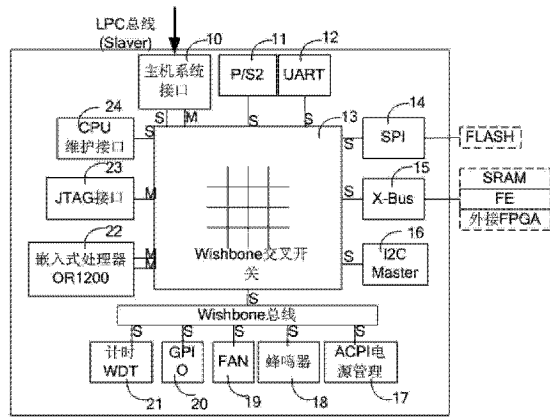 LPC总线
(Slaver)
10
11
12
主机系统
接口
P/S2
UART
S
M
S
S
24
CPU
维护接口
S
13
14
S
SPI
FLASH
23
JTAG接口
M
15
S
X-Bus
SRAM
FE
外接FPGA
22
嵌入式处理器
OR1200
M
M
Wishbone交叉开
关
16
S
I2C
Master
S
Wishbone总线
S
S
S
S
S
计时
WDT
GPI
O
FAN
蜂鸣器
ACPI电
源管理
21
20
19
18
17